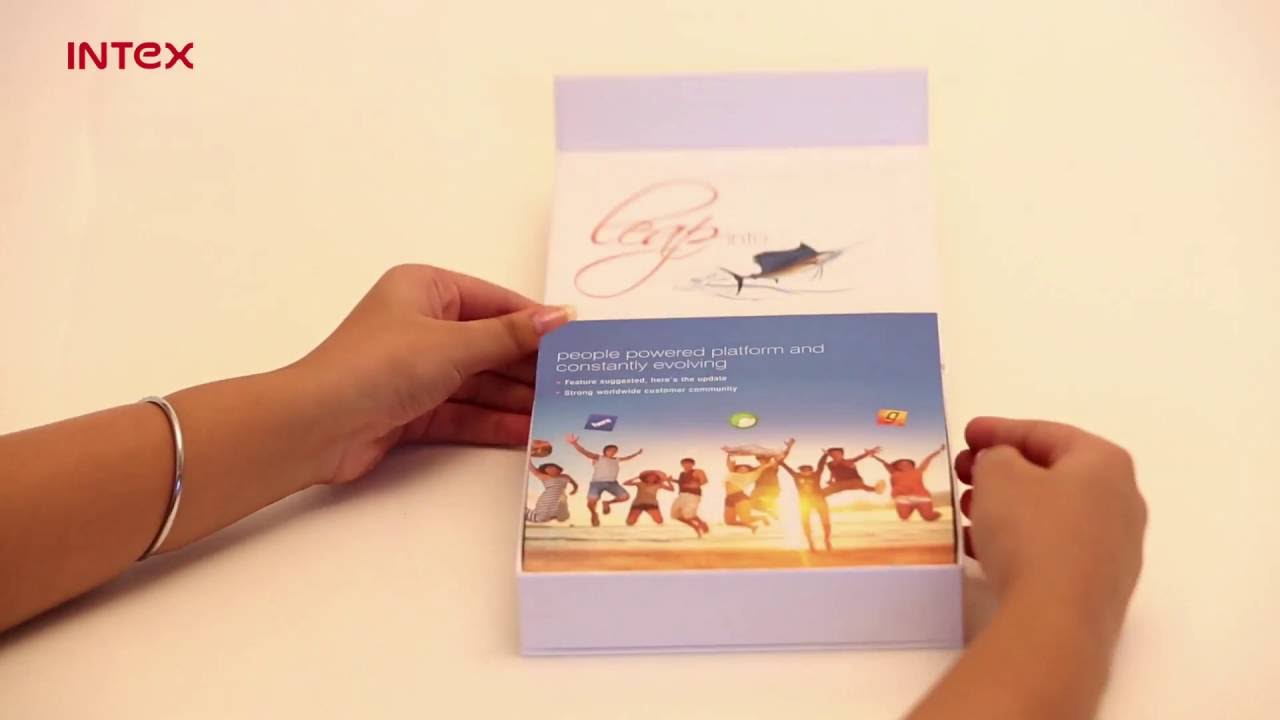 INTEX
leap into
people powered platform and
constantly evolving
• Feature suggested, here's the update
• Strong worldwide customer community